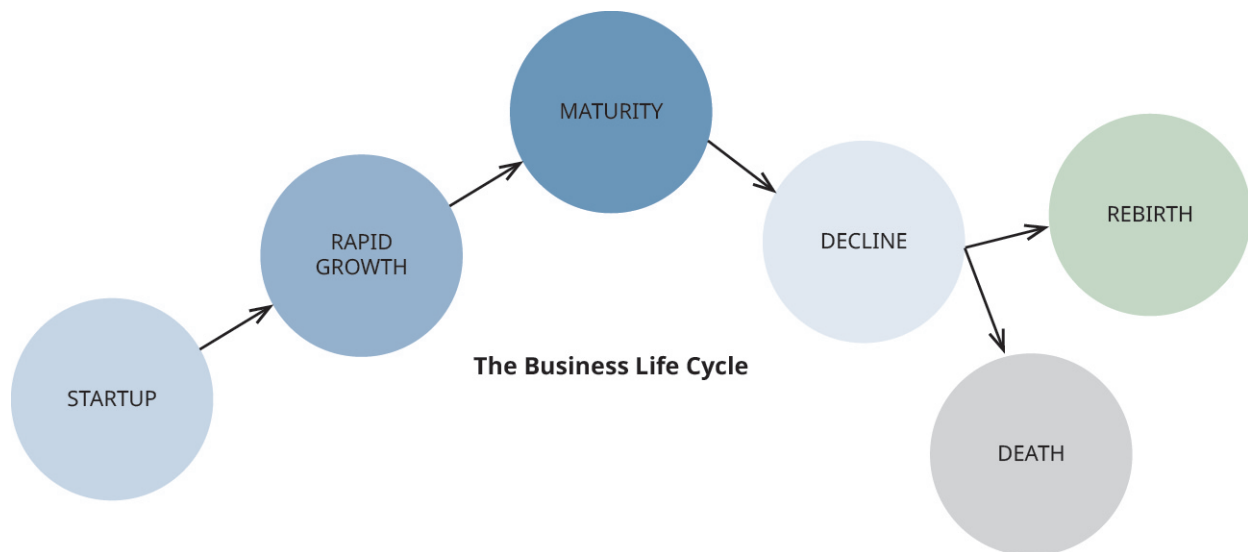 STARTUP
RAPID
GROWTH
MATURITY
DECLINE
REBIRTH
DEATH
The Business Life Cycle